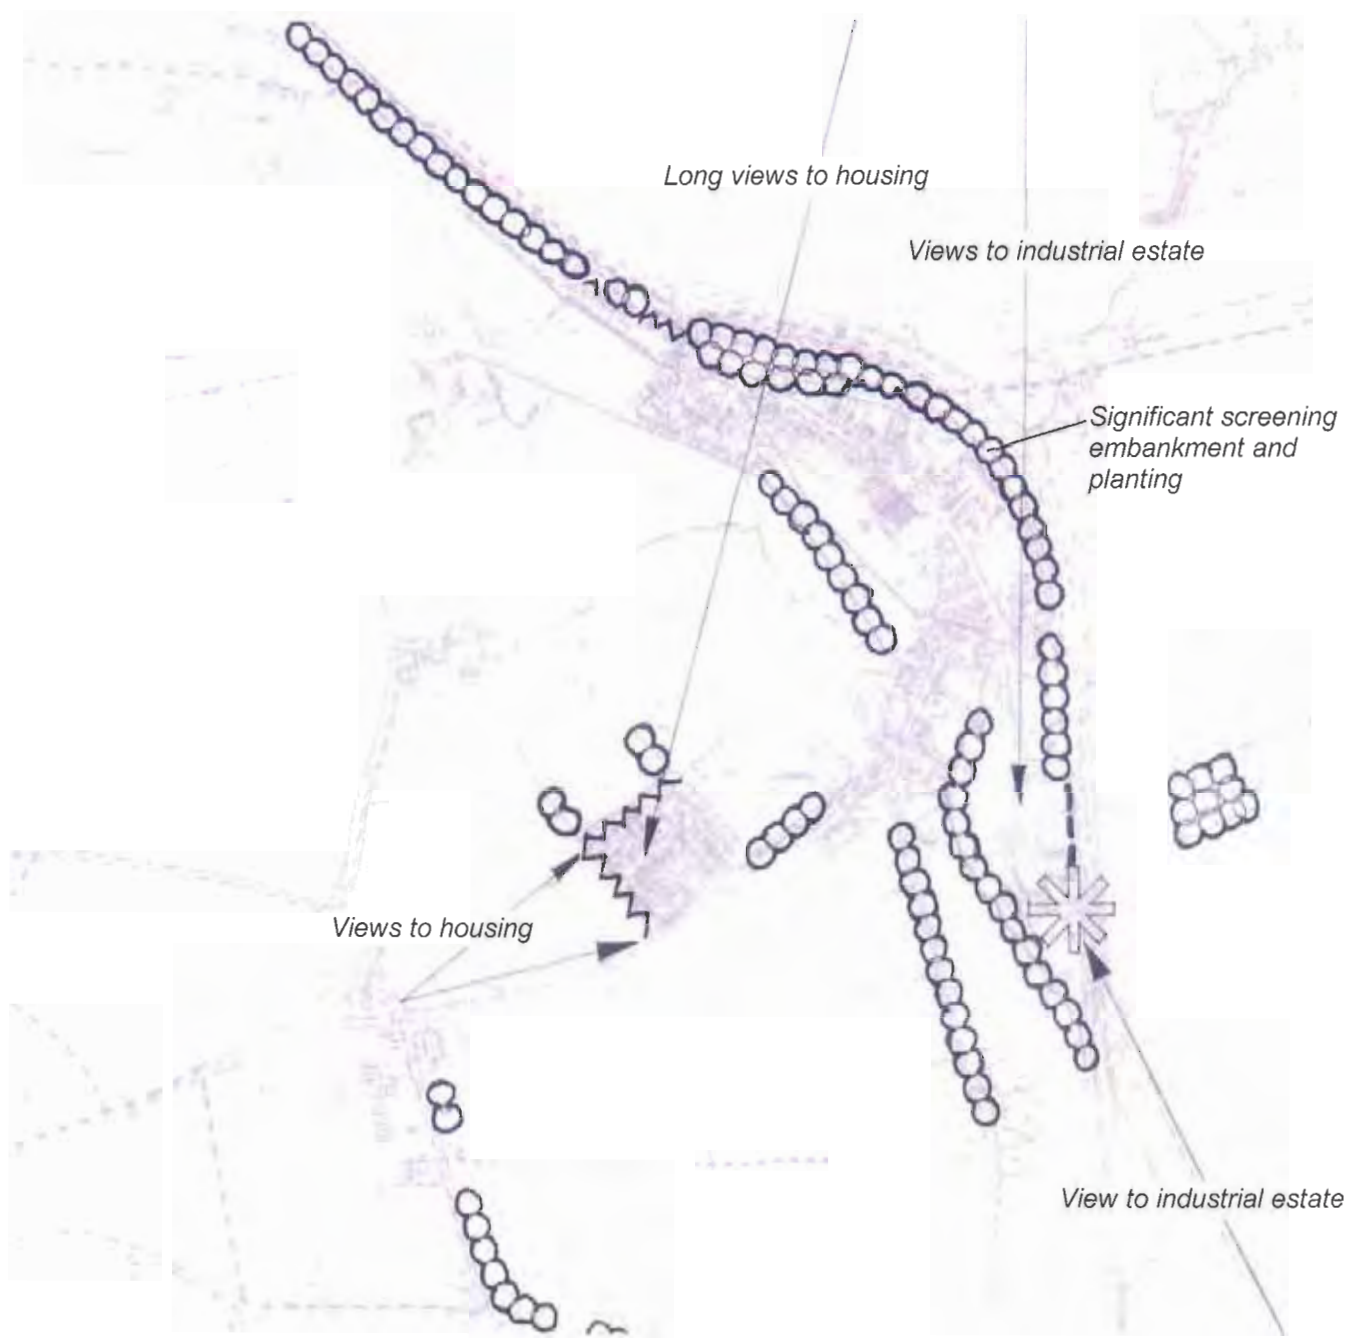 Long views to housing
Views to industrial estate
Significant screening
embankment and
planting
Views to housing
View to industrial estate